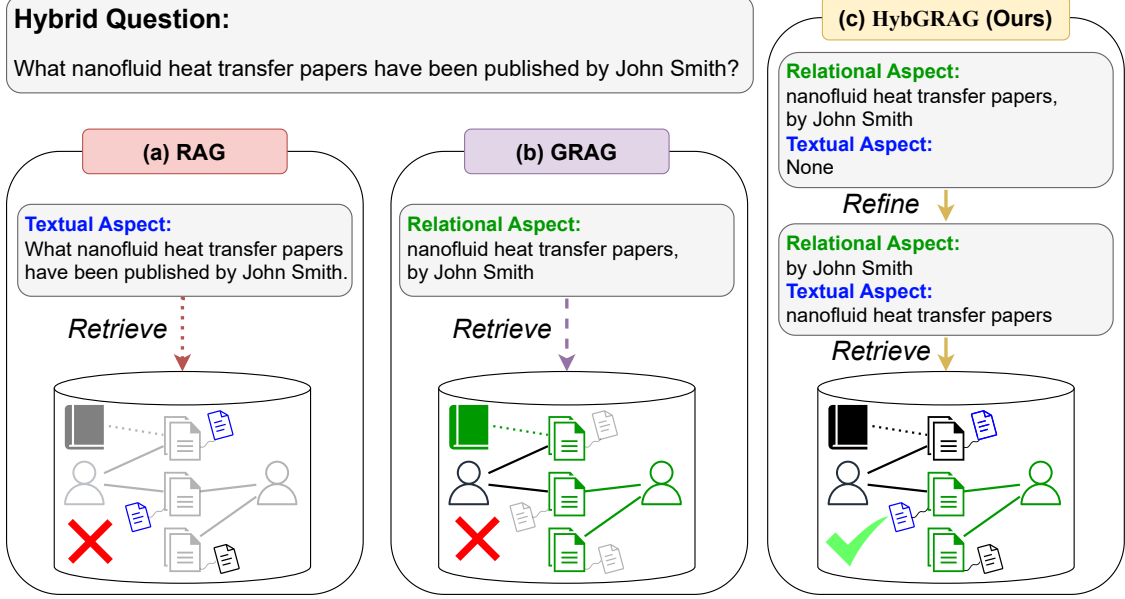 Hybrid Question:
What nanofluid heat transfer papers have been published by John Smith?
(a) RAG
Textual Aspect:
What nanofluid heat transfer papers
have been published by John Smith.
Retrieve
(b) GRAG
Relational Aspect:
nanofluid heat transfer papers,
by John Smith
Retrieve
(c) HybGRAG (Ours)
Relational Aspect:
nanofluid heat transfer papers,
by John Smith
Textual Aspect:
None
Refine
Relational Aspect:
by John Smith
Textual Aspect:
nanofluid heat transfer papers
Retrieve